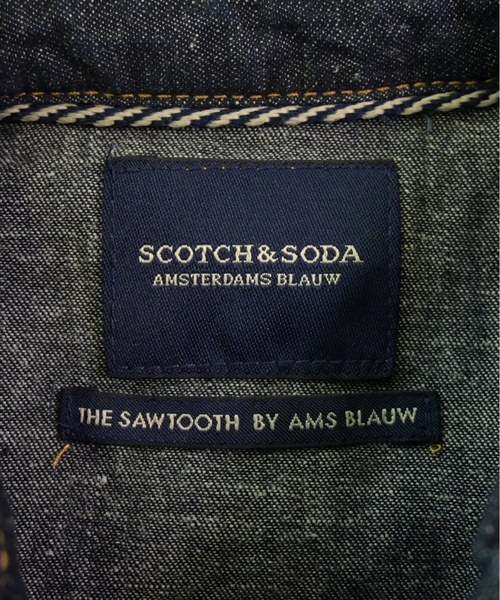 SCOTCH&SODA
AMSTERDAMS BLAUW
THE SAWTOOTH BY AMS BLAUW